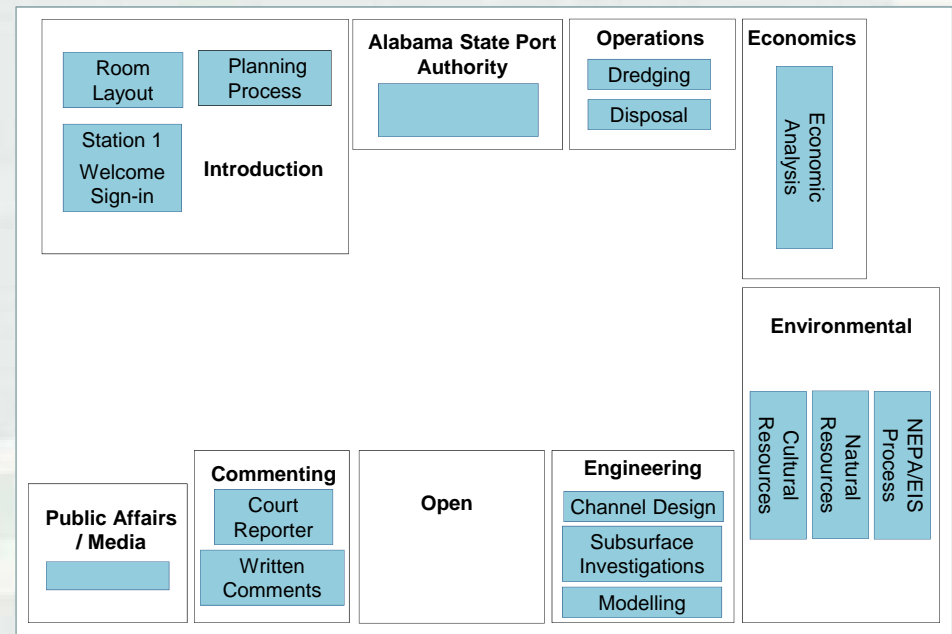 Room
Layout
Planning
Process
Station 1
Welcome
Sign-in
Introduction
Alabama State Port
Authority
Operations
Dredging
Disposal
Economics
Economic
Analysis
Environmental
Cultural
Resources
Natural
Resources
NEPA/EIS
Process
Engineering
Channel Design
Subsurface
Investigations
Modelling
Open
Commenting
Court
Reporter
Written
Comments
Public Affairs
/ Media